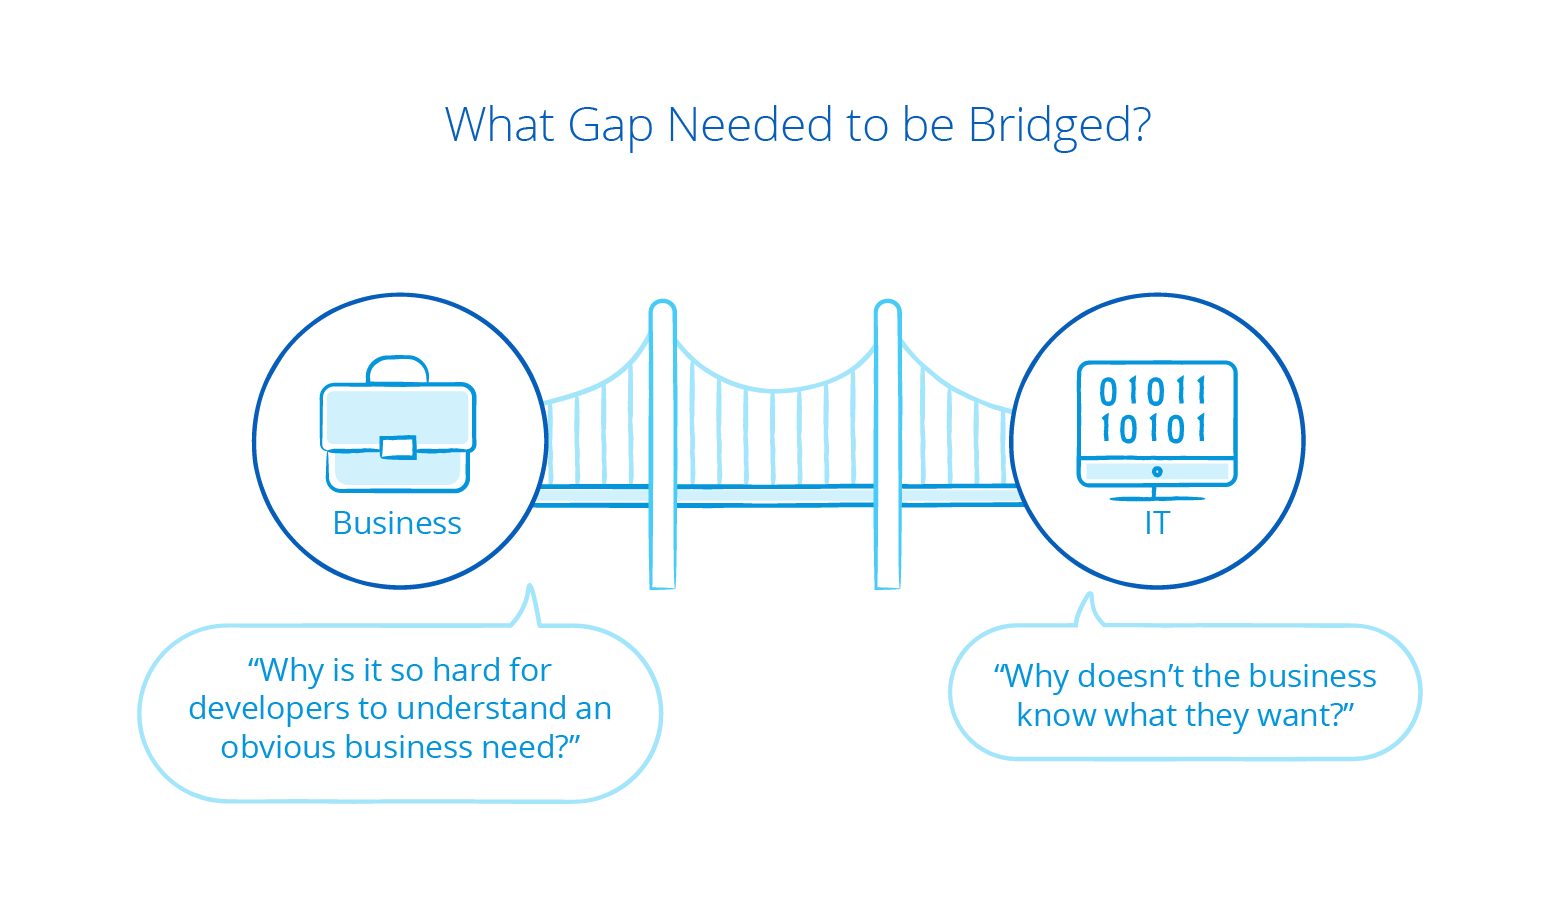 What Gap Needed to be Bridged?
01011
10101
Business
IT
“Why is it so hard for
developers to understand an
obvious business need?”
“Why doesn’t the business
know what they want?”